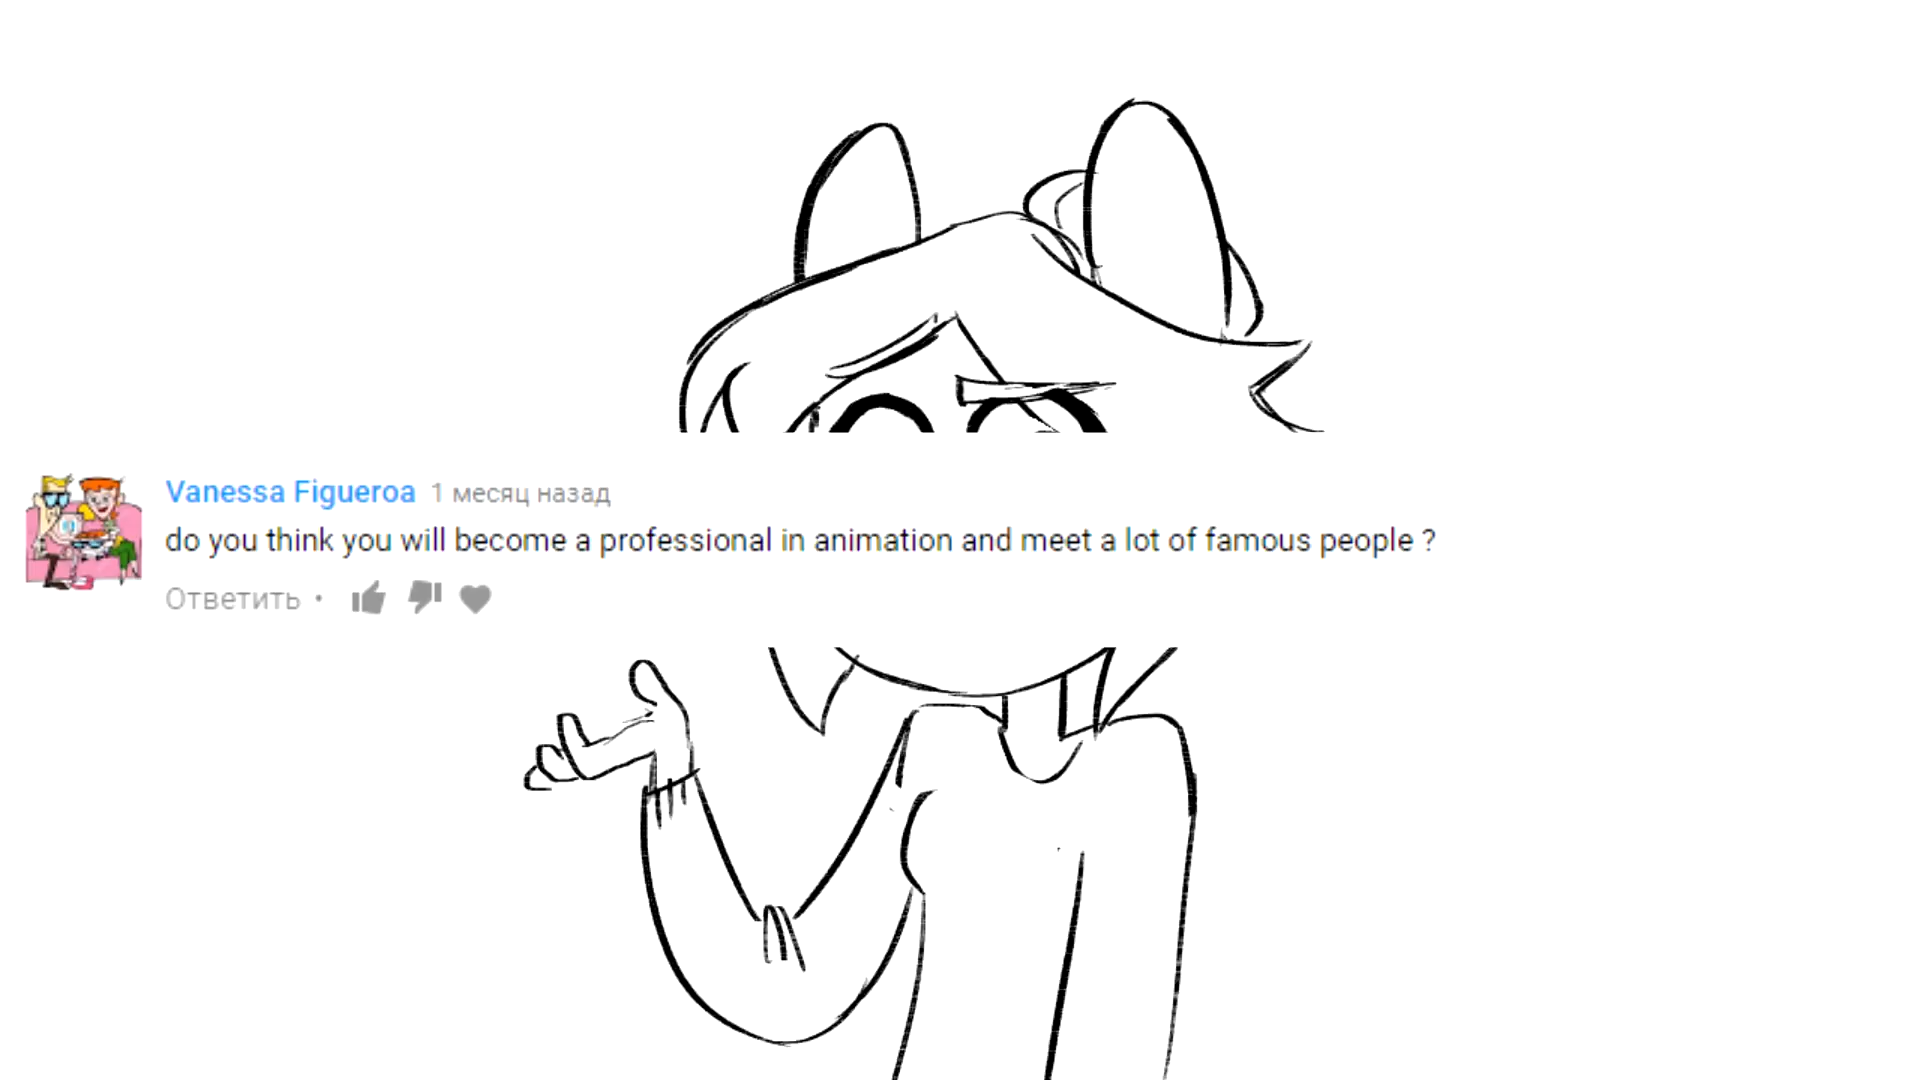 Vanessa Figueroa 1 месяц назад
do you think you will become a professional in animation and meet a lot of famous people ?
Ответить •